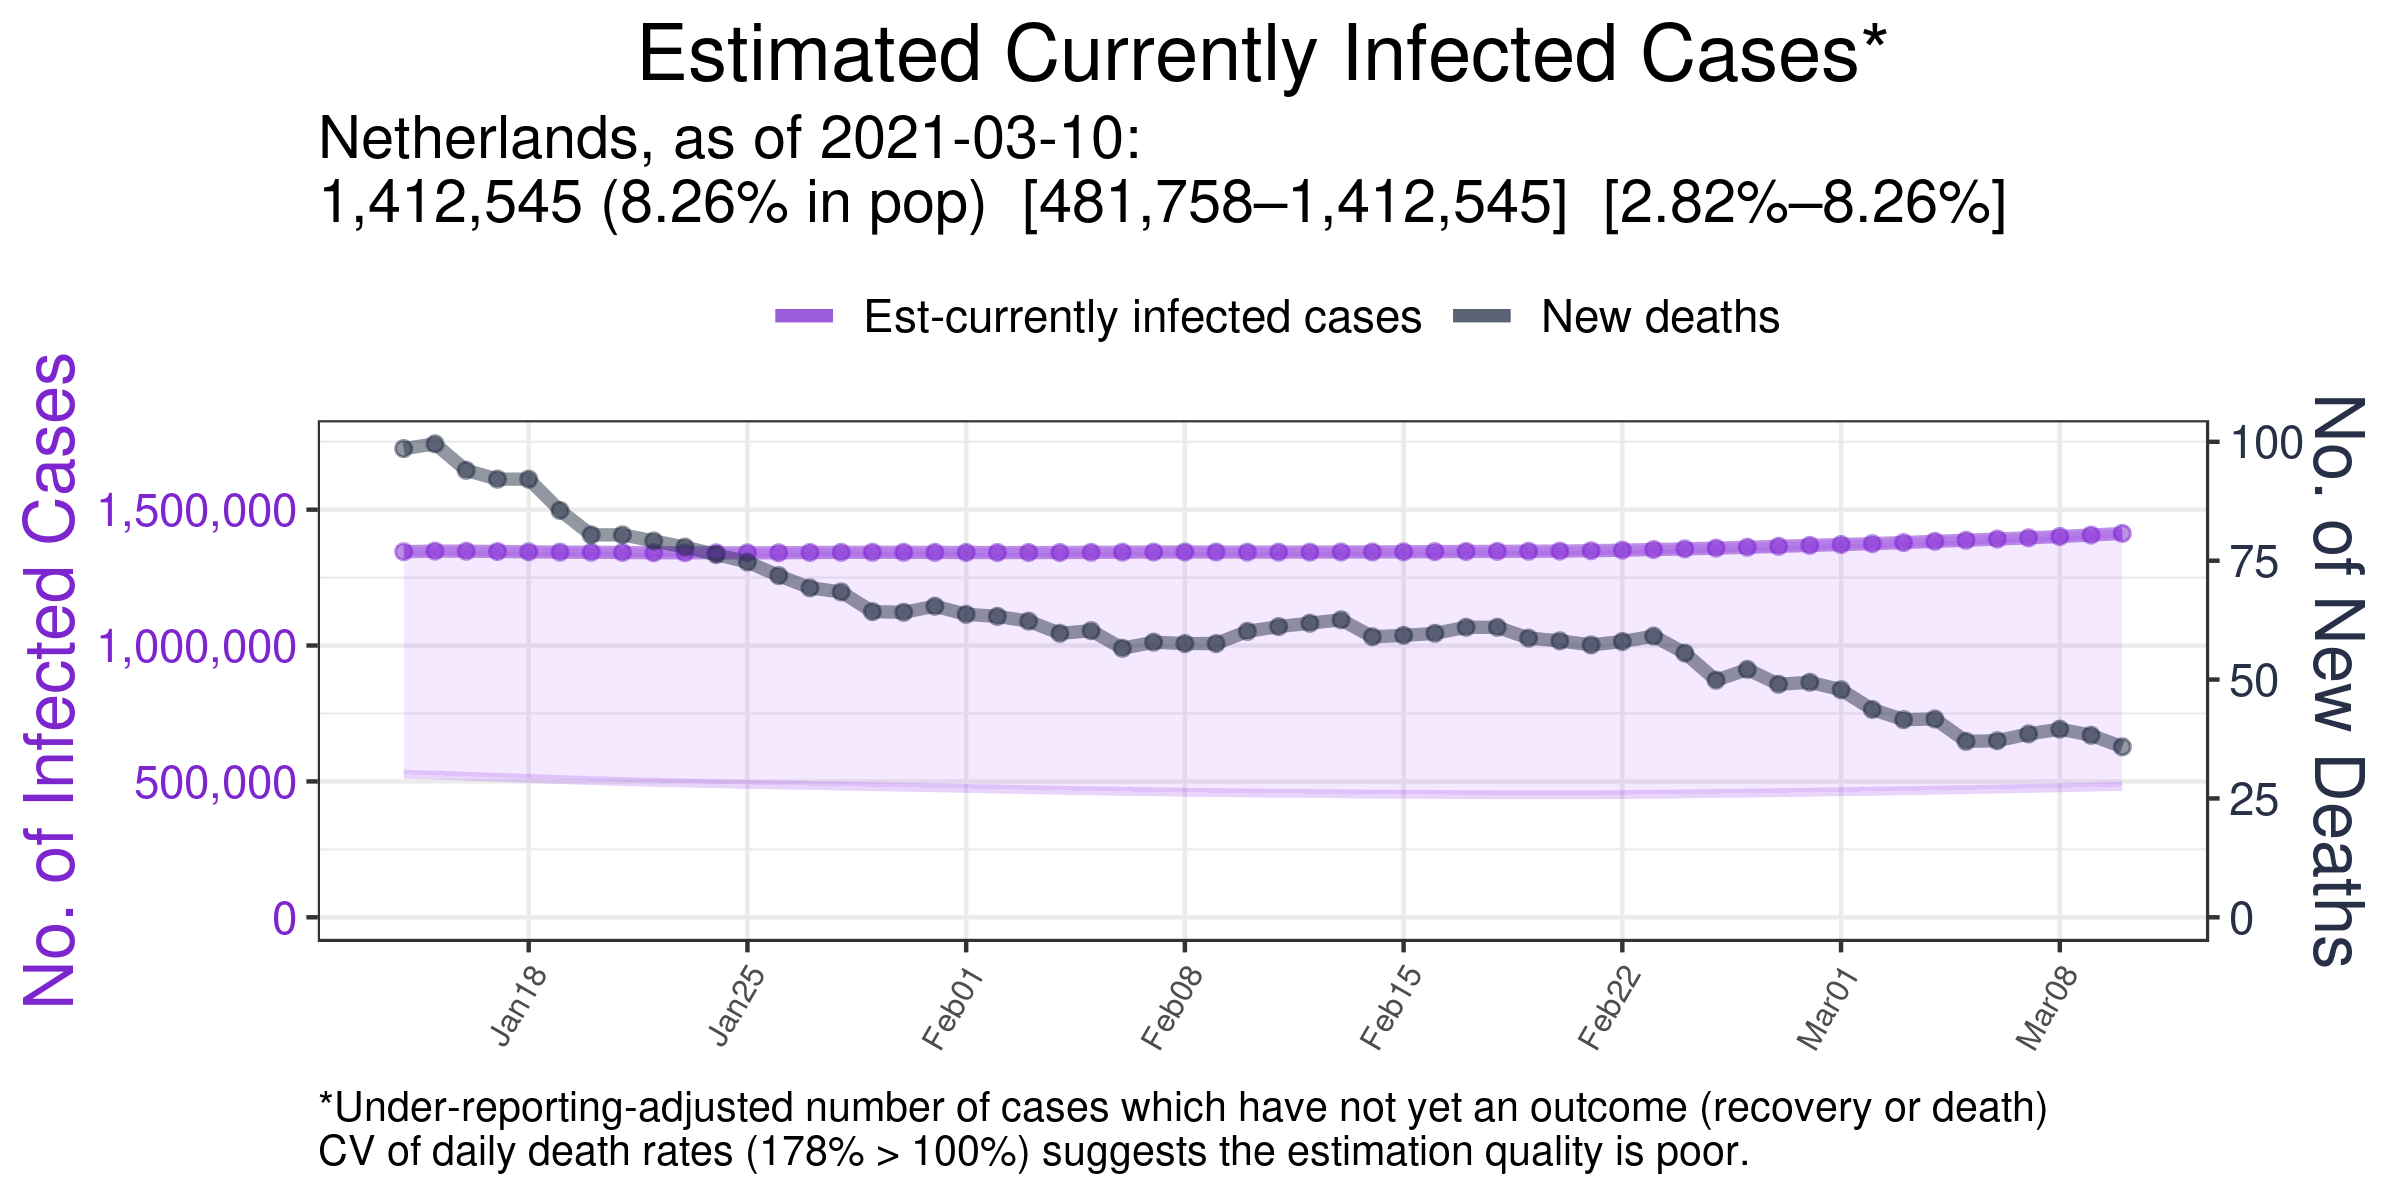 Estimated Currently Infected Cases*
Netherlands, as of 2021-03-10:
1,412,545 (8.26% in pop)  [481,758–1,412,545]  [2.82%–8.26%]
Est-currently infected cases
New deaths
No. of Infected Cases
1,500,000
1,000,000
500,000
0
100
75
50
25
0
No. of New Deaths
Jan18
Jan25
Feb01
Feb08
Feb15
Feb22
Mar01
Mar08
*Under-reporting-adjusted number of cases which have not yet an outcome (recovery or death)
CV of daily death rates (178% > 100%) suggests the estimation quality is poor.